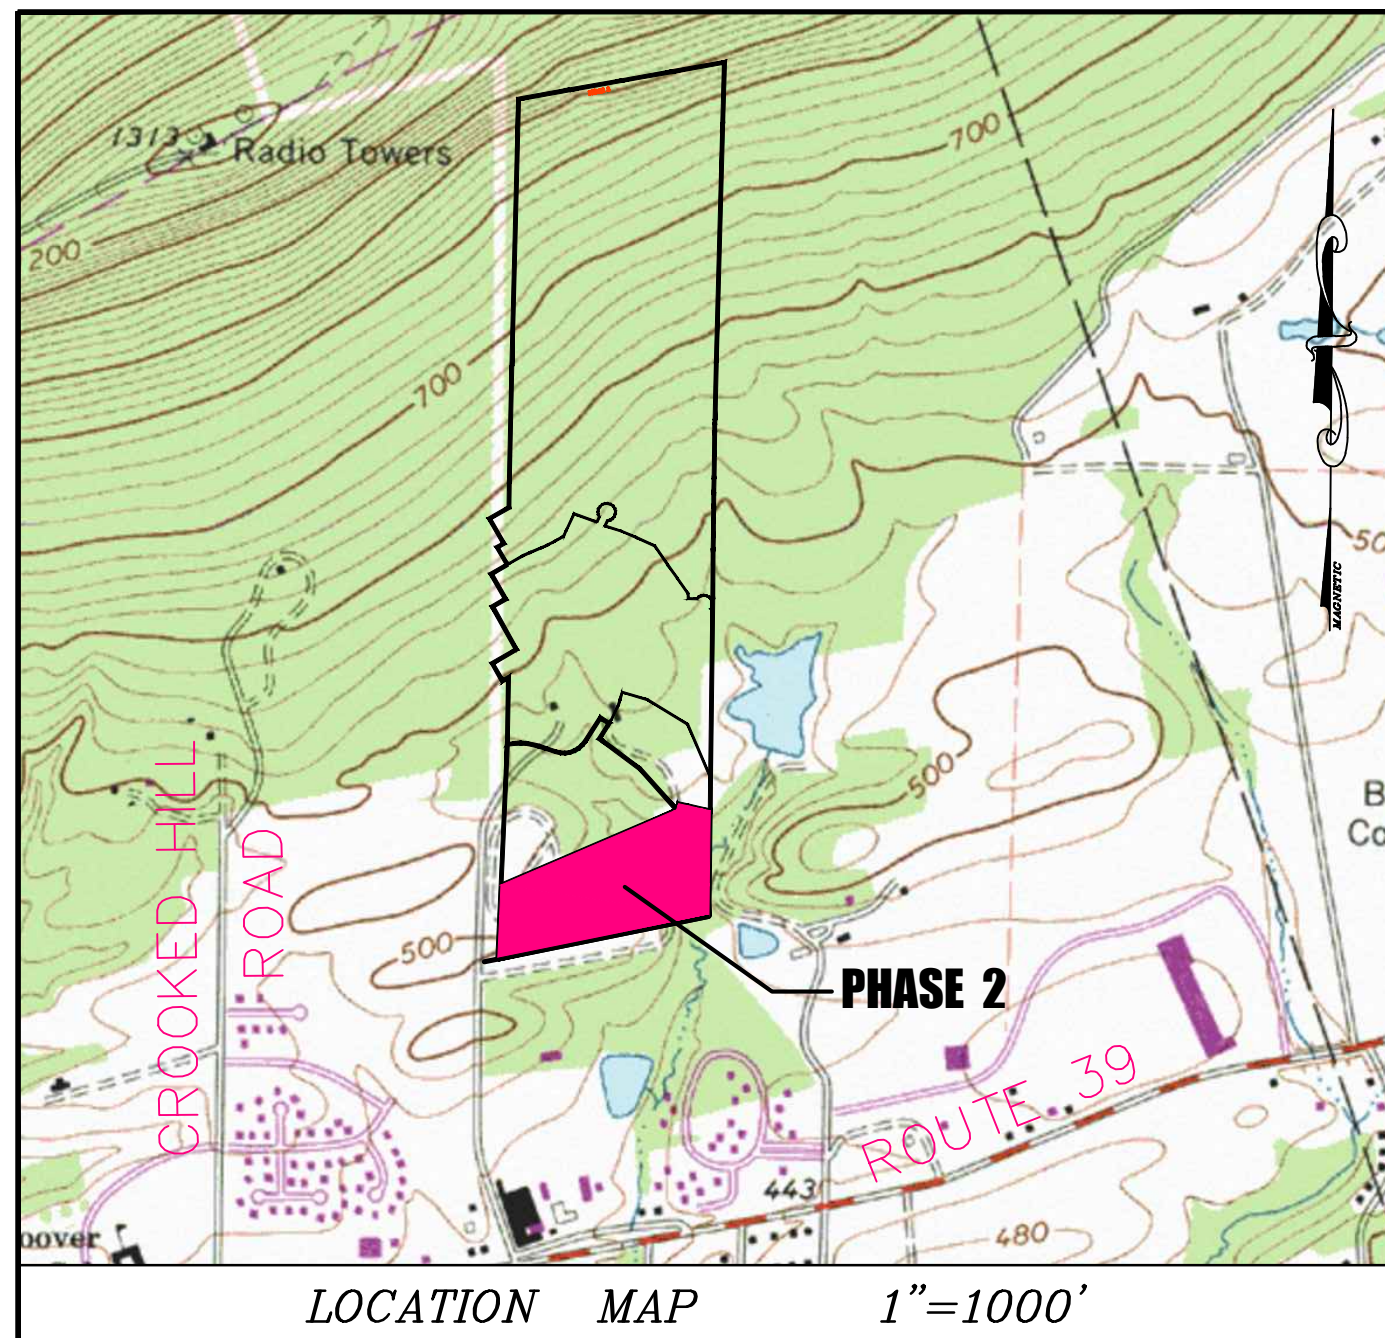 1313
Radio Towers
700
200
700
MAGNETIC
50
500
B
Co
CROOKED HILL
ROAD
500
PHASE 2
ROUTE 39
443
480
oover
LOCATION MAP 1"=1000'